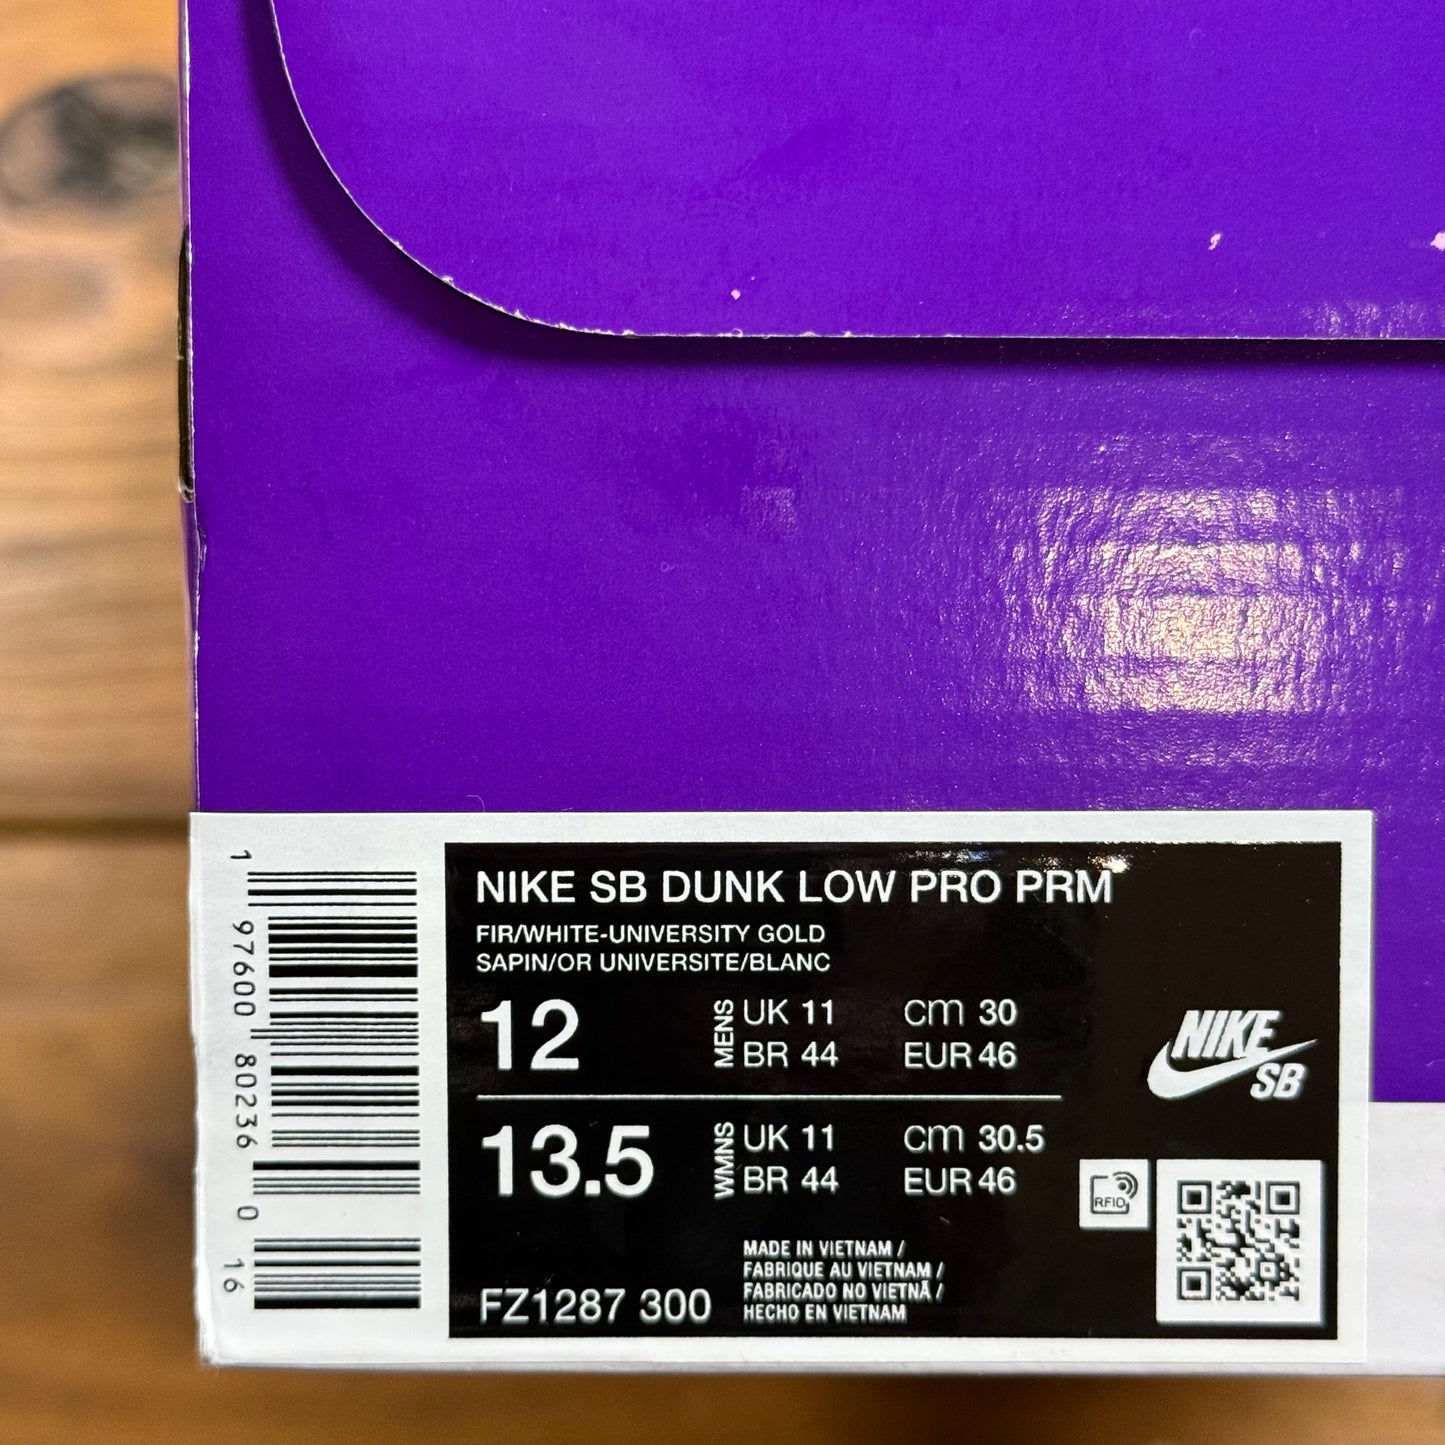 NIKE SB DUNK LOW PRO PRM
FIR/WHITE-UNIVERSITY GOLD
SAPIN/OR UNIVERSITE/BLANC
12 MENS UK 11 CM 30
BR 44 EUR 46
13.5 WMNS UK 11 CM 30.5
BR 44 EUR 46
NIKE
SB
RFID
MADE IN VIETNAM /
FABRIQUE AU VIETNAM /
FABRICADO NO VIETNÃ /
HECHO EN VIETNAM
FZ1287 300
1 97600 80236 0 16